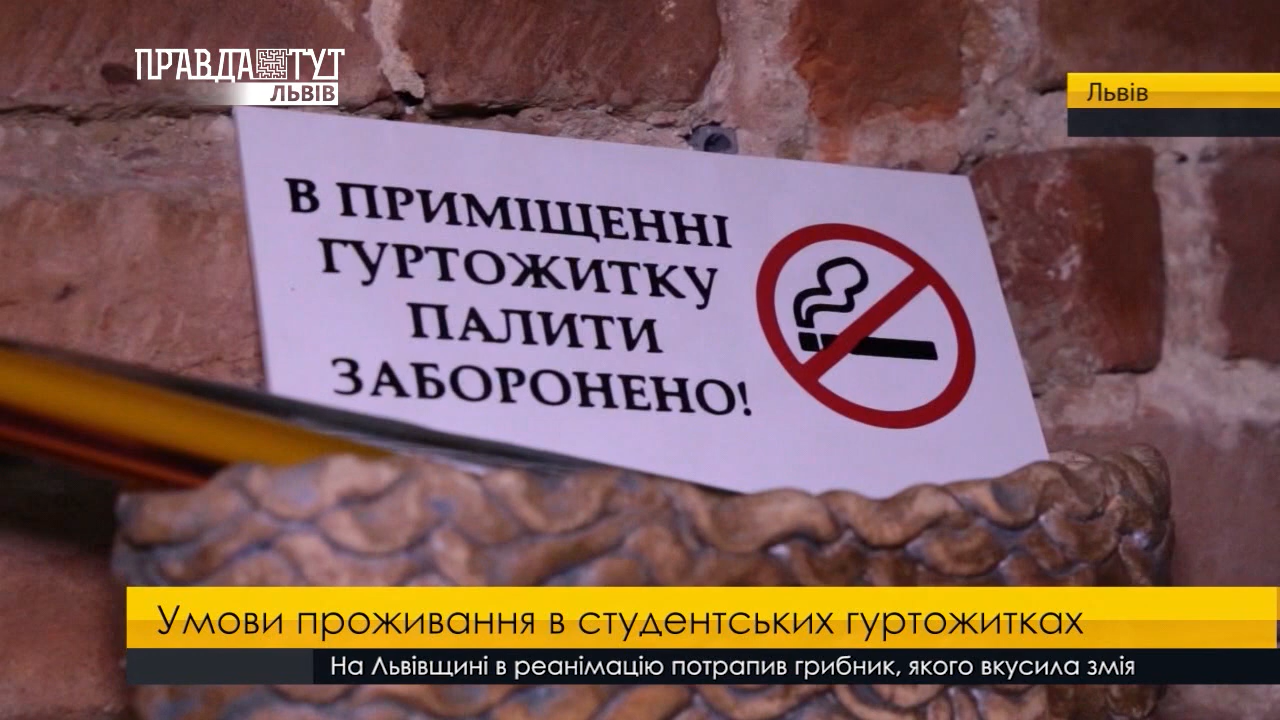 ПРАВДА ТУТ
ЛЬВІВ
Львів
В ПРИМІЩЕННІ
ГУРТОЖИТКУ
ПАЛИТИ
ЗАБОРОНЕНО!
Умови проживання в студентських гуртожитках
На Львівщині в реанімацію потрапив грибник, якого вкусила змія